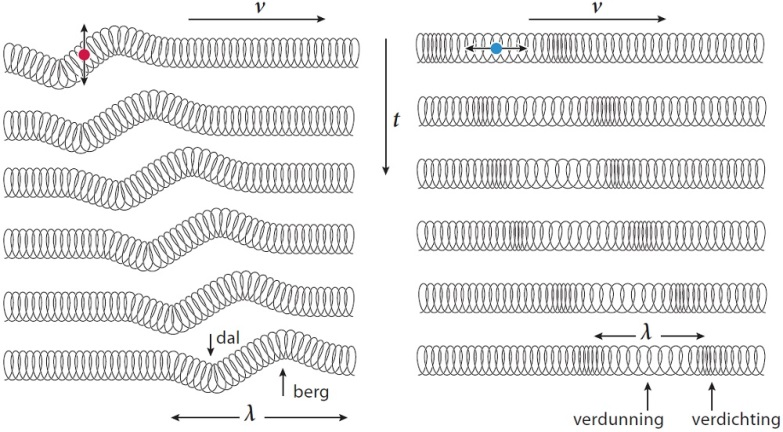 v
v
t
dal
berg
λ
λ
verdunning
verdichting